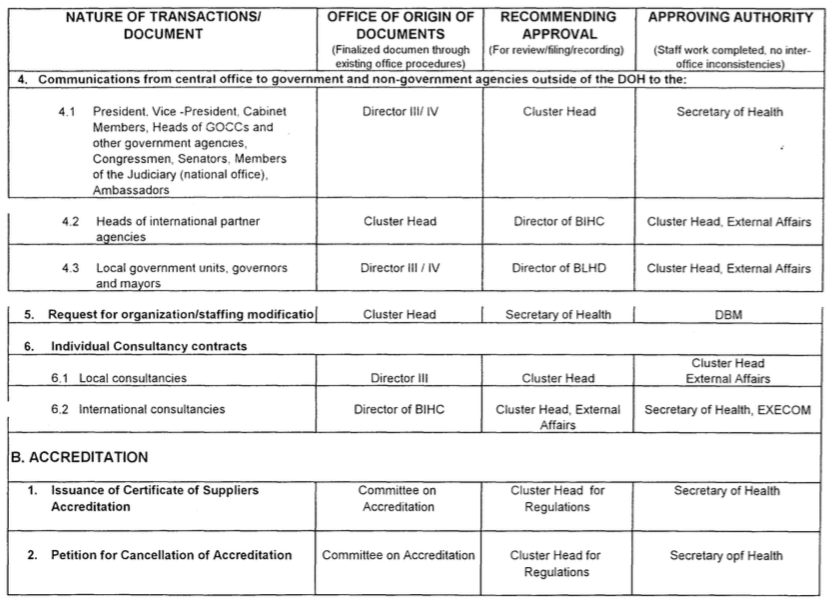 NATURE OF TRANSACTIONS/
DOCUMENT
OFFICE OF ORIGIN OF
DOCUMENTS
(Finalized documen through
existing office procedures)
RECOMMENDING
APPROVAL
(For review/filing/recording)
APPROVING AUTHORITY
(Staff work completed, no inter-
office inconsistencies)
4. Communications from central office to government and non-government agencies outside of the DOH to the:
4.1 President, Vice -President, Cabinet
Members, Heads of GOCCs and
other government agencies,
Congressmen, Senators, Members
of the Judiciary (national office),
Ambassadors
Director III/ IV
Cluster Head
Secretary of Health
4.2 Heads of international partner
agencies
Cluster Head
Director of BIHC
Cluster Head, External Affairs
4.3 Local government units, governors
and mayors
Director III / IV
Director of BLHD
Cluster Head, External Affairs
5. Request for organization/staffing modificatio
Cluster Head
Secretary of Health
DBM
6. Individual Consultancy contracts
6.1 Local consultancies
Director III
Cluster Head
Cluster Head
External Affairs
6.2 International consultancies
Director of BIHC
Cluster Head, External
Affairs
Secretary of Health, EXECOM
B. ACCREDITATION
1. Issuance of Certificate of Suppliers
Accreditation
Committee on
Accreditation
Cluster Head for
Regulations
Secretary of Health
2. Petition for Cancellation of Accreditation
Committee on Accreditation
Cluster Head for
Regulations
Secretary opf Health